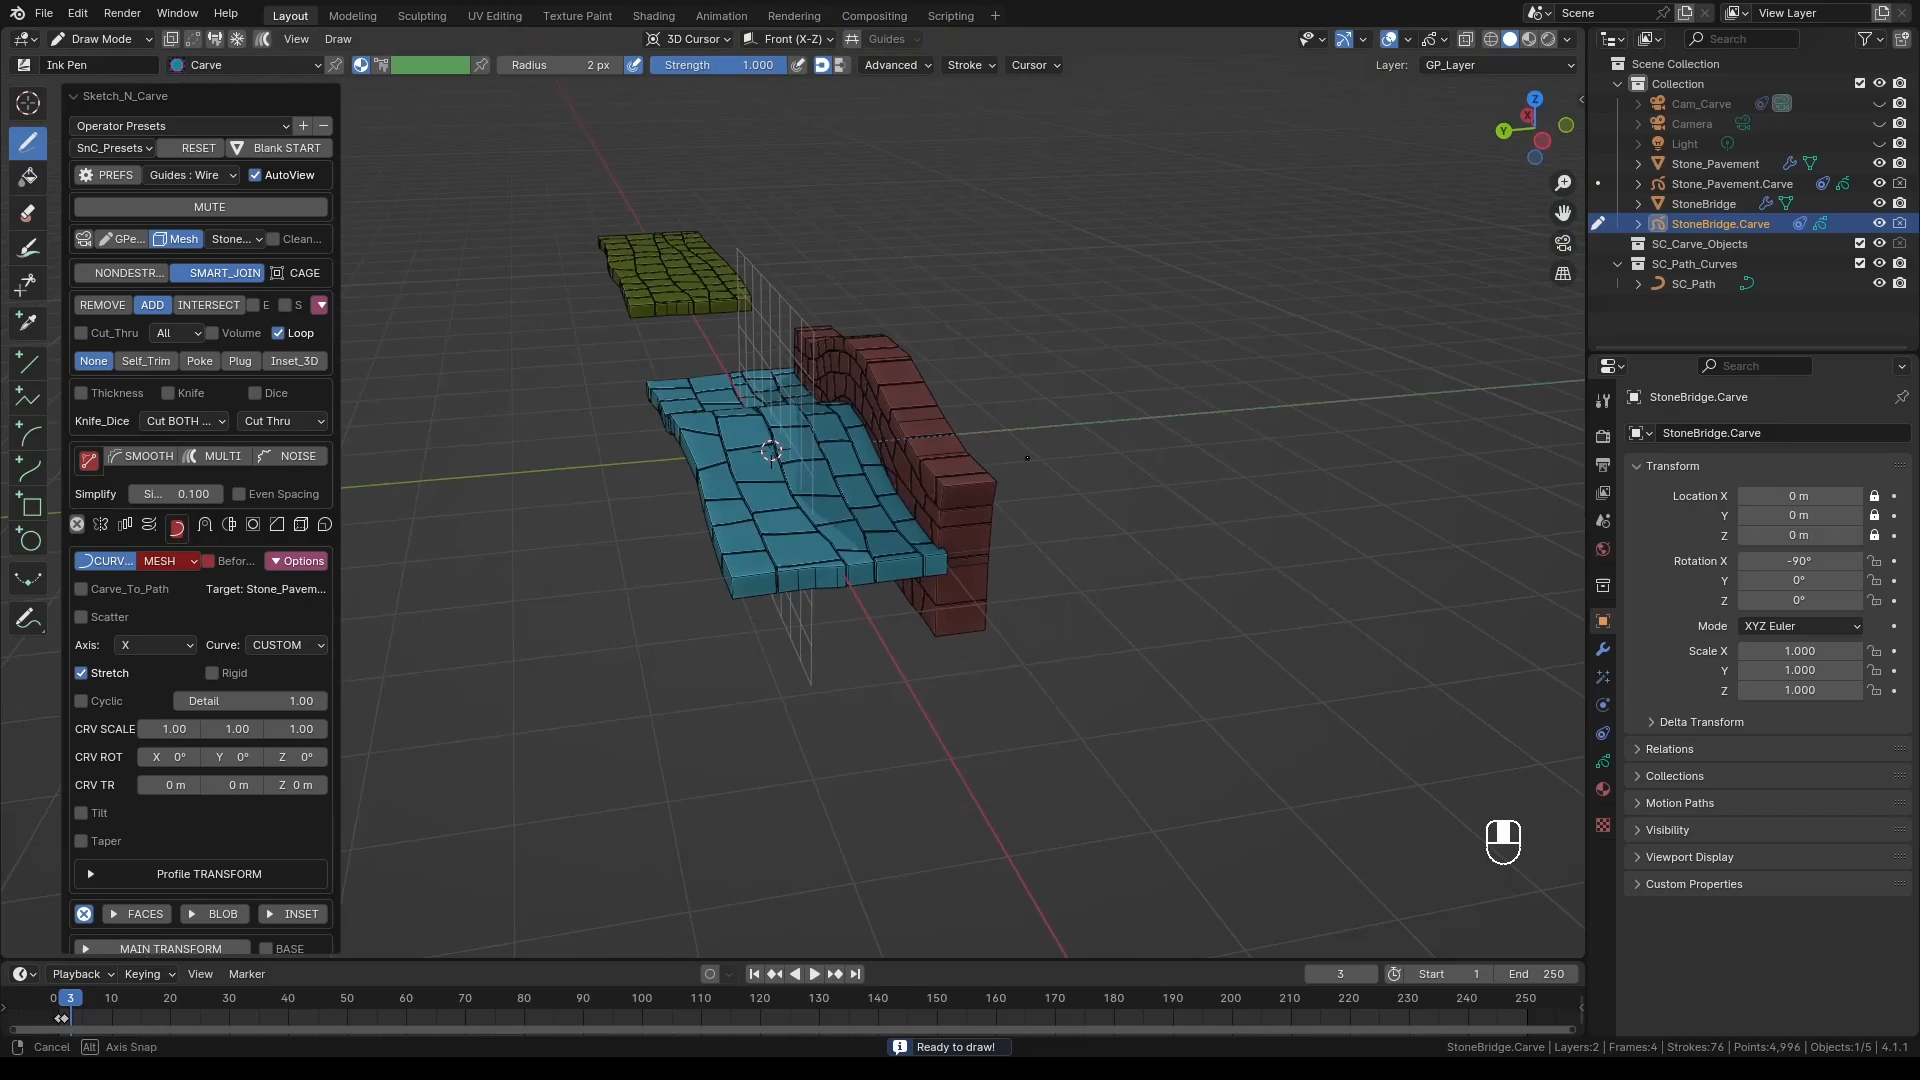 File Edit Render Window Help Layout Modeling Sculpting UV Editing Texture Paint Shading Animation Rendering Compositing Scripting + Scene View Layer
Draw Mode View Draw 3D Cursor Front (X-Z) Guides Search
Ink Pen Carve Radius 2 px Strength 1.000 Advanced Stroke Cursor Layer: GP_Layer
Sketch_N_Carve
Operator Presets
SnC_Presets RESET Blank START
PREFS Guides : Wire AutoView
MUTE
GPe... Mesh Stone... Clean...
NONDESTR... SMART_JOIN CAGE
REMOVE ADD INTERSECT E S
Cut_Thru All Volume Loop
None Self_Trim Poke Plug Inset_3D
Thickness Knife Dice
Knife_Dice Cut BOTH ... Cut Thru
SMOOTH MULTI NOISE
Simplify Si... 0.100 Even Spacing
CURV... MESH Befor... Options
Carve_To_Path Target: Stone_Pavem...
Scatter
Axis: X Curve: CUSTOM
Stretch Rigid
Cyclic Detail 1.00
CRV SCALE 1.00 1.00 1.00
CRV ROT X 0° Y 0° Z 0°
CRV TR 0 m 0 m Z 0 m
Tilt
Taper
Profile TRANSFORM
FACES BLOB INSET
MAIN TRANSFORM BASE
Z
X
Y
Scene Collection
Collection
Cam_Carve
Camera
Light
Stone_Pavement
Stone_Pavement.Carve
StoneBridge
StoneBridge.Carve
SC_Carve_Objects
SC_Path_Curves
SC_Path
Search
StoneBridge.Carve
StoneBridge.Carve
Transform
Location X 0 m
Y 0 m
Z 0 m
Rotation X -90°
Y 0°
Z 0°
Mode XYZ Euler
Scale X 1.000
Y 1.000
Z 1.000
Delta Transform
Relations
Collections
Motion Paths
Visibility
Viewport Display
Custom Properties
Playback Keying View Marker 3 Start 1 End 250
0 3 10 20 30 40 50 60 70 80 90 100 110 120 130 140 150 160 170 180 190 200 210 220 230 240 250
Cancel Alt Axis Snap Ready to draw! StoneBridge.Carve | Layers:2 | Frames:4 | Strokes:76 | Points:4,996 | Objects:1/5 | 4.1.1